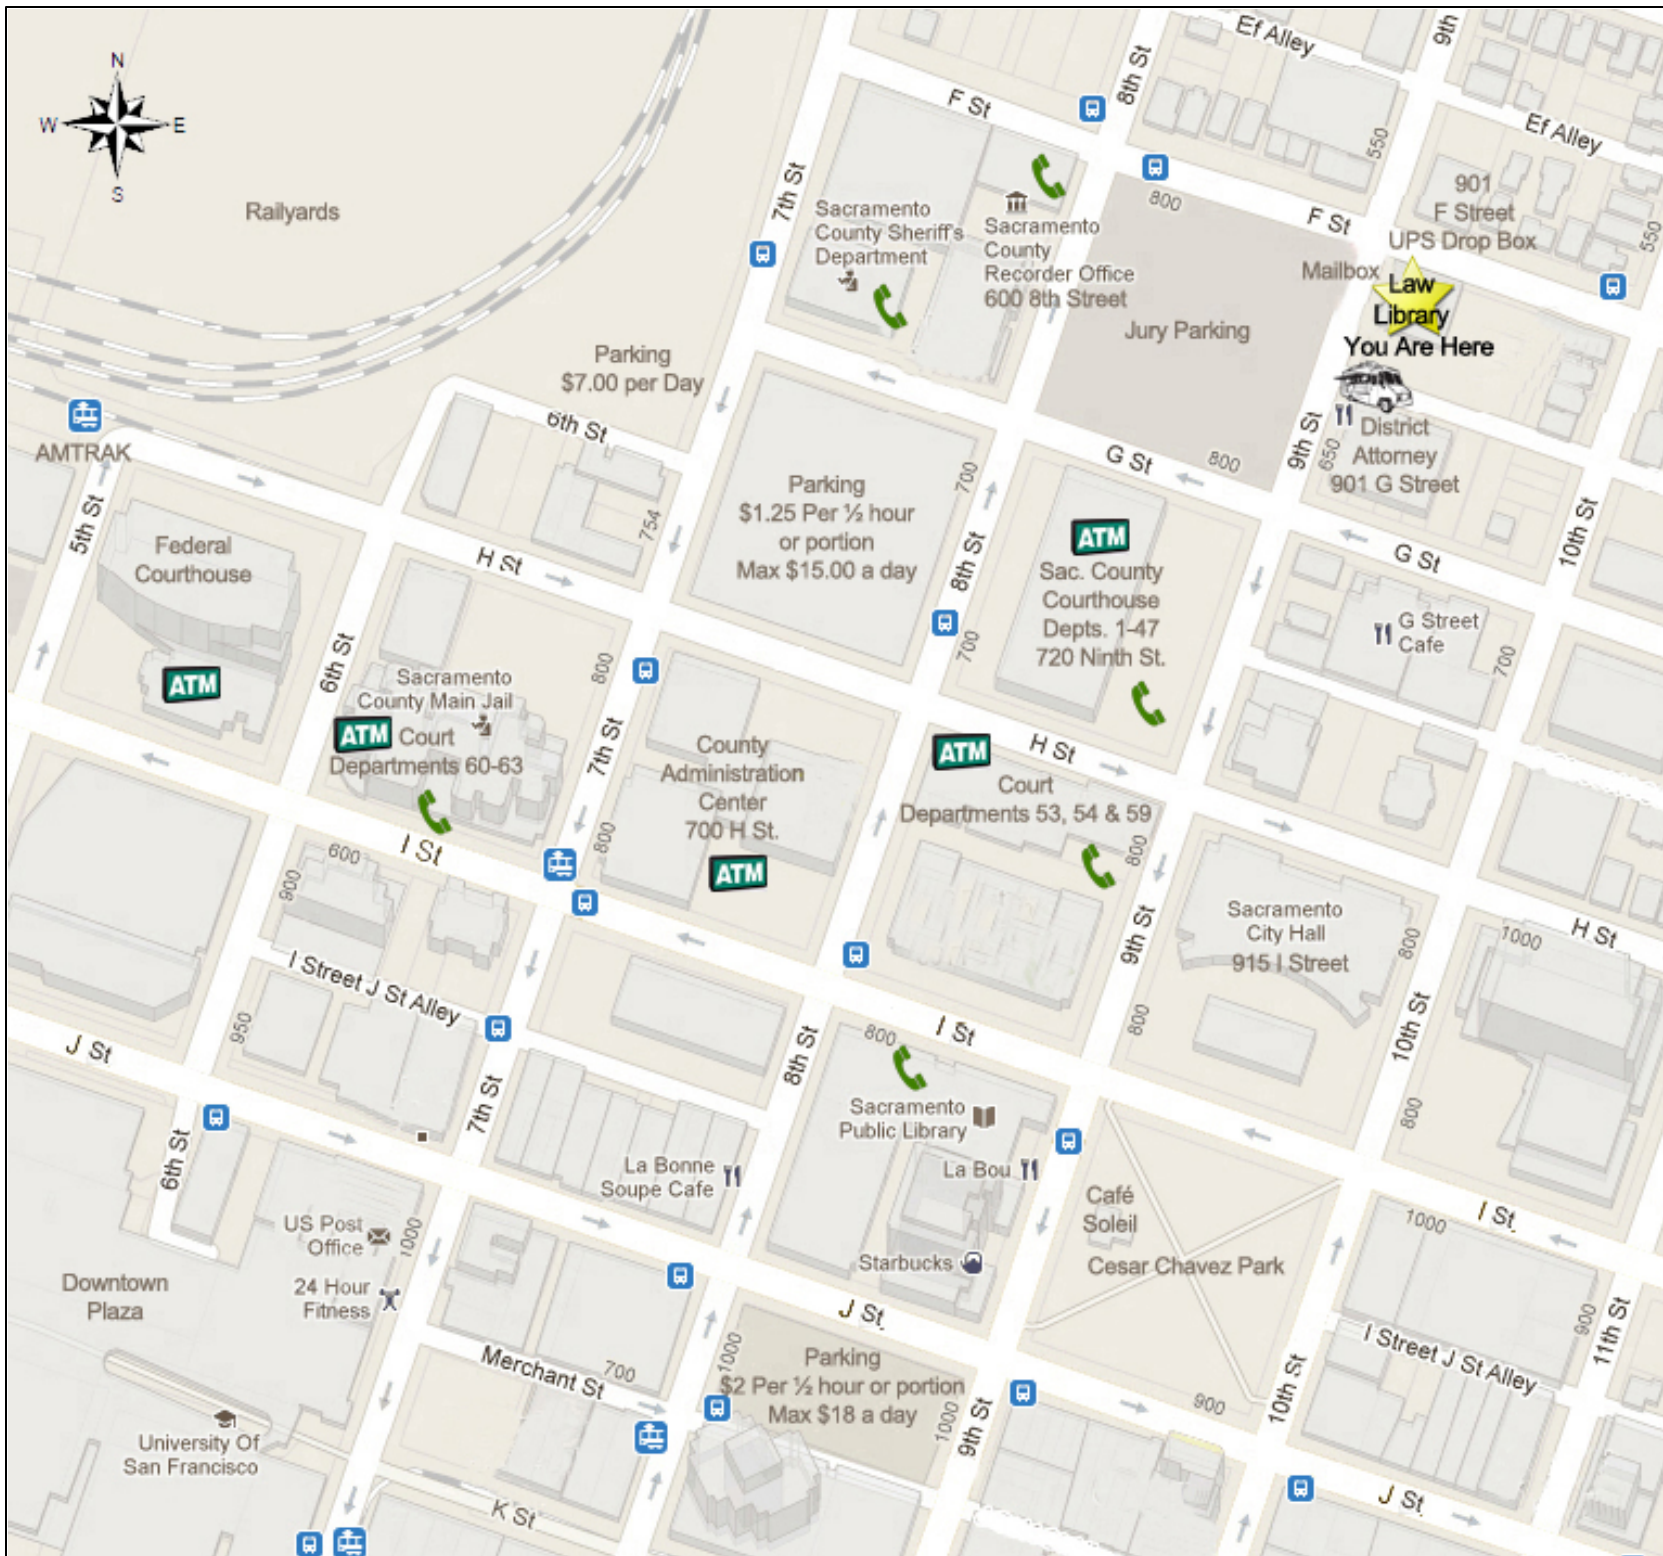 N
W
E
S
Railyards
Ef Alley
9th
8th St
F St
550
Ef Alley
7th St
Sacramento
County Sheriff's
Department
Sacramento
County
Recorder Office
600 8th Street
800
F St
901
F Street
UPS Drop Box
550
Mailbox
Law
Library
You Are Here
Jury Parking
Parking
$7.00 per Day
6th St
AMTRAK
5th St
9th St
650
District
Attorney
901 G Street
G St
800
10th St
G St
Parking
$1.25 Per ½ hour
or portion
Max $15.00 a day
700
754
8th St
ATM
Sac. County
Courthouse
Depts. 1-47
720 Ninth St.
Federal
Courthouse
ATM
H St
6th St
G Street
Cafe
700
700
Sacramento
County Main Jail
ATM
Court
Departments 60-63
800
7th St
800
County
Administration
Center
700 H St.
ATM
ATM
H St
Court
Departments 53, 54 & 59
800
I St
600
900
9th St
Sacramento
City Hall
915 I Street
800
1000
H St
I Street J St Alley
950
J St
7th St
8th St
800
I St
800
10th St
800
Sacramento
Public Library
La Bou
La Bonne
Soupe Cafe
Café
Soleil
Cesar Chavez Park
1000
I St.
6th St
US Post
Office
1000
24 Hour
Fitness
Downtown
Plaza
Starbucks
J St.
900
11th St
I Street J St Alley
Merchant St
700
1000
Parking
$2 Per ½ hour or portion
Max $18 a day
1000
9th St
900
10th St
University Of
San Francisco
K St
J St